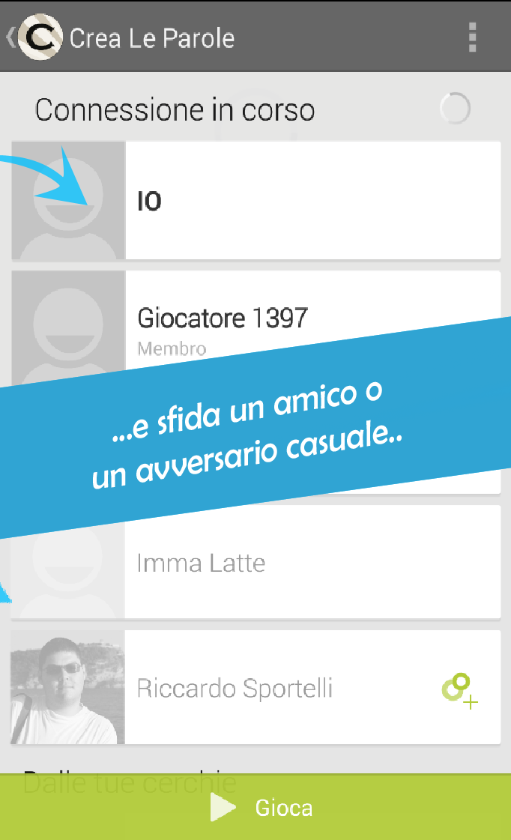 Crea Le Parole
Connessione in corso
IO
Giocatore 1397
Membro
...e sfida un amico o
un avversario casuale..
Imma Latte
Riccardo Sportelli
Dalle tue cerchie
Gioca